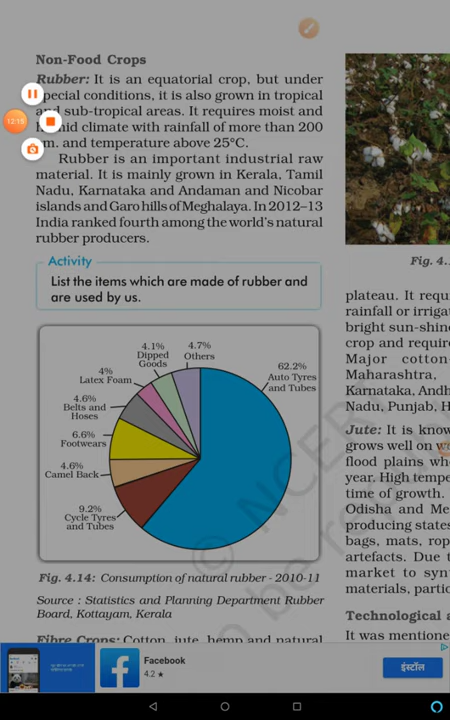 Non-Food Crops
Rubber: It is an equatorial crop, but under
special conditions, it is also grown in tropical
and sub-tropical areas. It requires moist and
humid climate with rainfall of more than 200
cm. and temperature above 25°C.
Rubber is an important industrial raw
material. It is mainly grown in Kerala, Tamil
Nadu, Karnataka and Andaman and Nicobar
islands and Garo hills of Meghalaya. In 2012–13
India ranked fourth among the world's natural
rubber producers.
12:15
Activity
List the items which are made of rubber and
are used by us.
4.1%
Dipped
Goods
4.7%
Others
62.2%
Auto Tyres
and Tubes
4%
Latex Foam
4.6%
Belts and
Hoses
6.6%
Footwears
4.6%
Camel Back
9.2%
Cycle Tyres
and Tubes
Fig. 4.14: Consumption of natural rubber - 2010-11
Source : Statistics and Planning Department Rubber
Board, Kottayam, Kerala
Fibre Crops: Cotton, jute, hemp and natural
Fig. 4.
plateau. It requ
rainfall or irriga
bright sun-shin
crop and require
Major cotton-
Maharashtra,
Karnataka, Andh
Nadu, Punjab, H
Jute: It is know
grows well on w
flood plains wh
year. High tempe
time of growth.
Odisha and Me
producing states
bags, mats, rop
artefacts. Due t
market to syn
materials, partic
Technological a
It was mentione
© NCERT
o be repu
Facebook
4.2 ★
इंस्टॉल